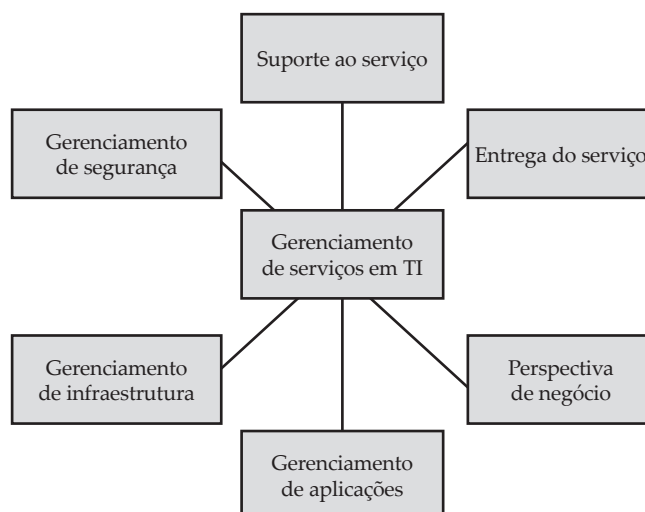 Suporte ao serviço
Gerenciamento
de segurança
Entrega do serviço
Gerenciamento
de serviços em TI
Gerenciamento
de infraestrutura
Perspectiva
de negócio
Gerenciamento
de aplicações